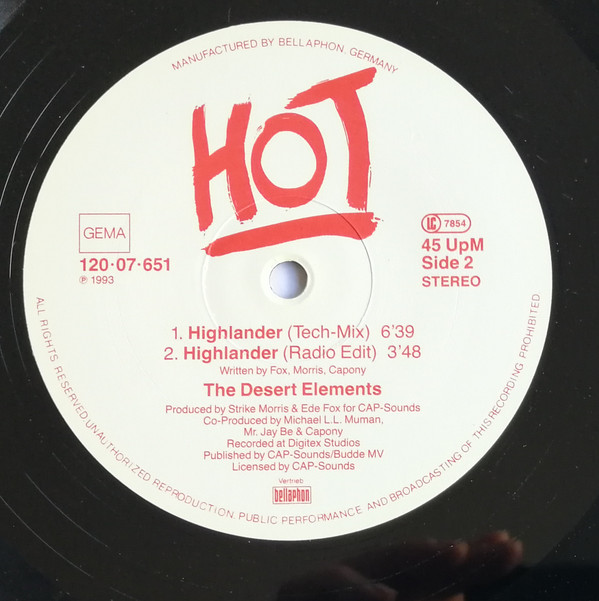 MANUFACTURED BY BELLAPHON, GERMANY
HOT
GEMA
120·07·651
℗ 1993
LC 7854
45 UpM
Side 2
STEREO
1. Highlander (Tech-Mix) 6'39
2. Highlander (Radio Edit) 3'48
Written by Fox, Morris, Capony
The Desert Elements
Produced by Strike Morris & Ede Fox for CAP-Sounds
Co-Produced by Michael L.L. Muman,
Mr. Jay Be & Capony
Recorded at Digitex Studios
Published by CAP-Sounds/Budde MV
Licensed by CAP-Sounds
Vertrieb
bellaphon
ALL RIGHTS RESERVED. UNAUTHORIZED REPRODUCTION, PUBLIC PERFORMANCE AND BROADCASTING OF THIS RECORDING PROHIBITED